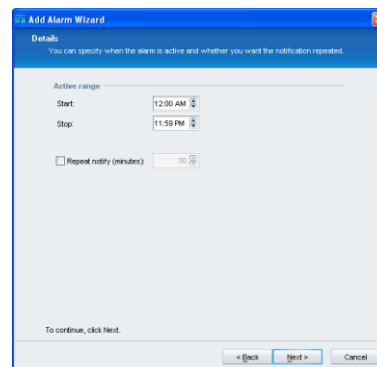 Add Alarm Wizard
Details
You can specify when the alarm is active and whether you want the notification repeated.
Active range
Start: 12:00 AM
Stop: 11:59 PM
Repeat notify (minutes): 30
To continue, click Next.
< Back Next > Cancel